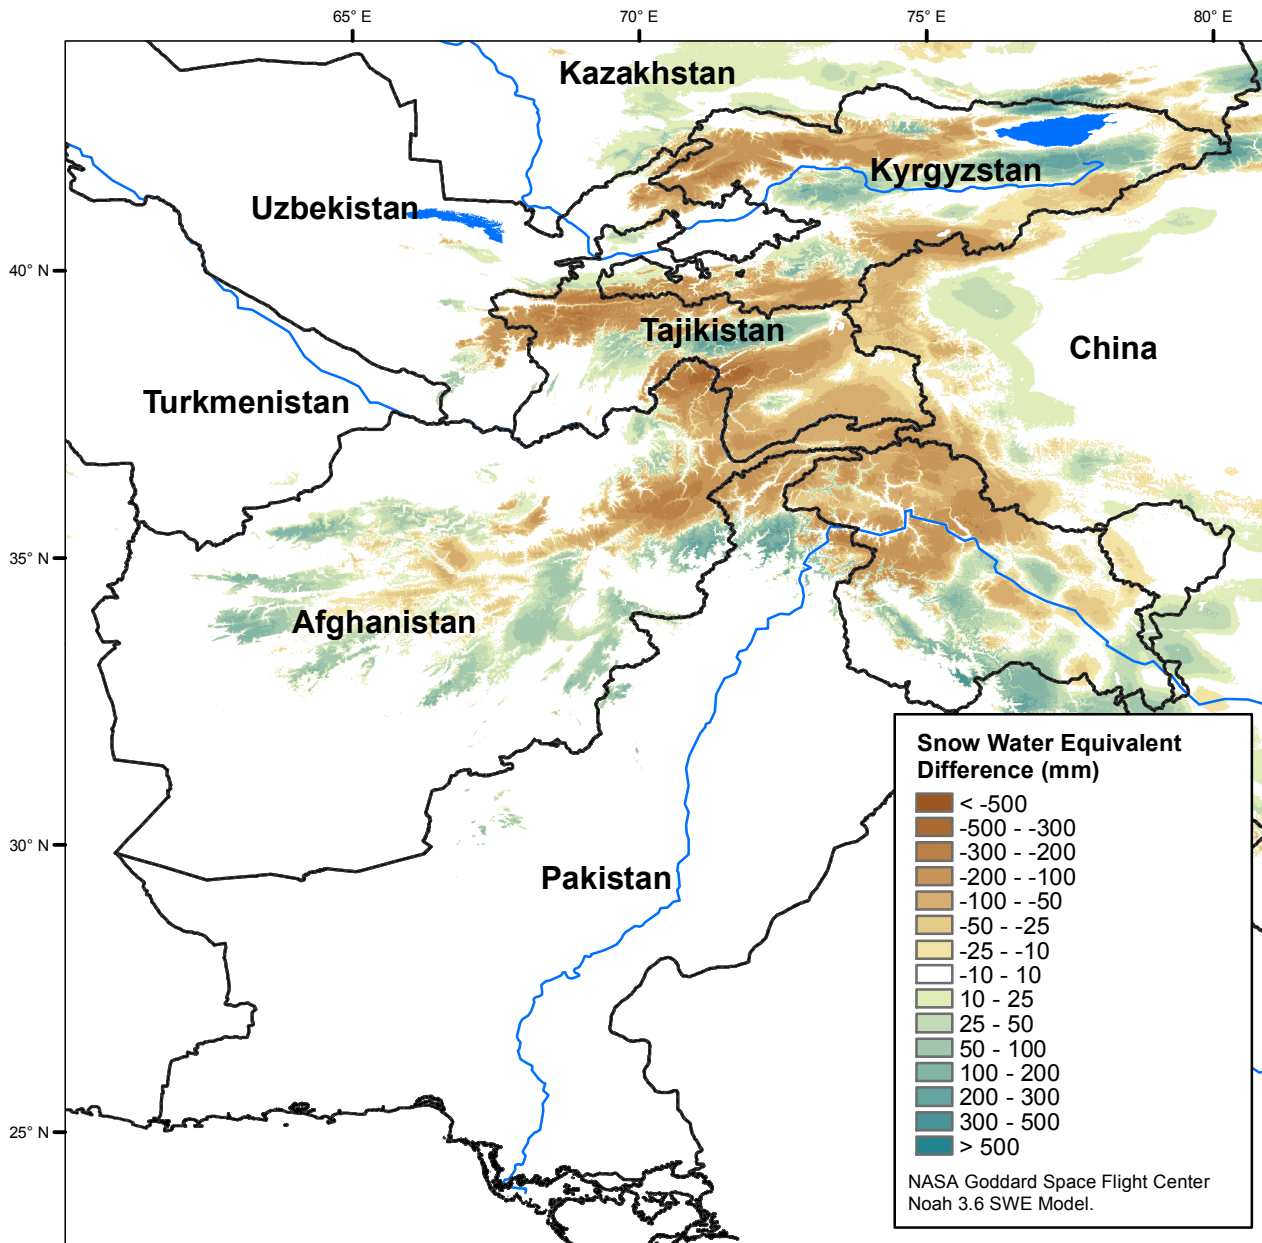 65° E
70° E
75° E
80° E
Kazakhstan
Kyrgyzstan
Uzbekistan
40° N
Tajikistan
China
Turkmenistan
35° N
Afghanistan
30° N
Pakistan
25° N
Snow Water Equivalent
Difference (mm)
< -500
-500 - -300
-300 - -200
-200 - -100
-100 - -50
-50 - -25
-25 - -10
-10 - 10
10 - 25
25 - 50
50 - 100
100 - 200
200 - 300
300 - 500
> 500
NASA Goddard Space Flight Center
Noah 3.6 SWE Model.